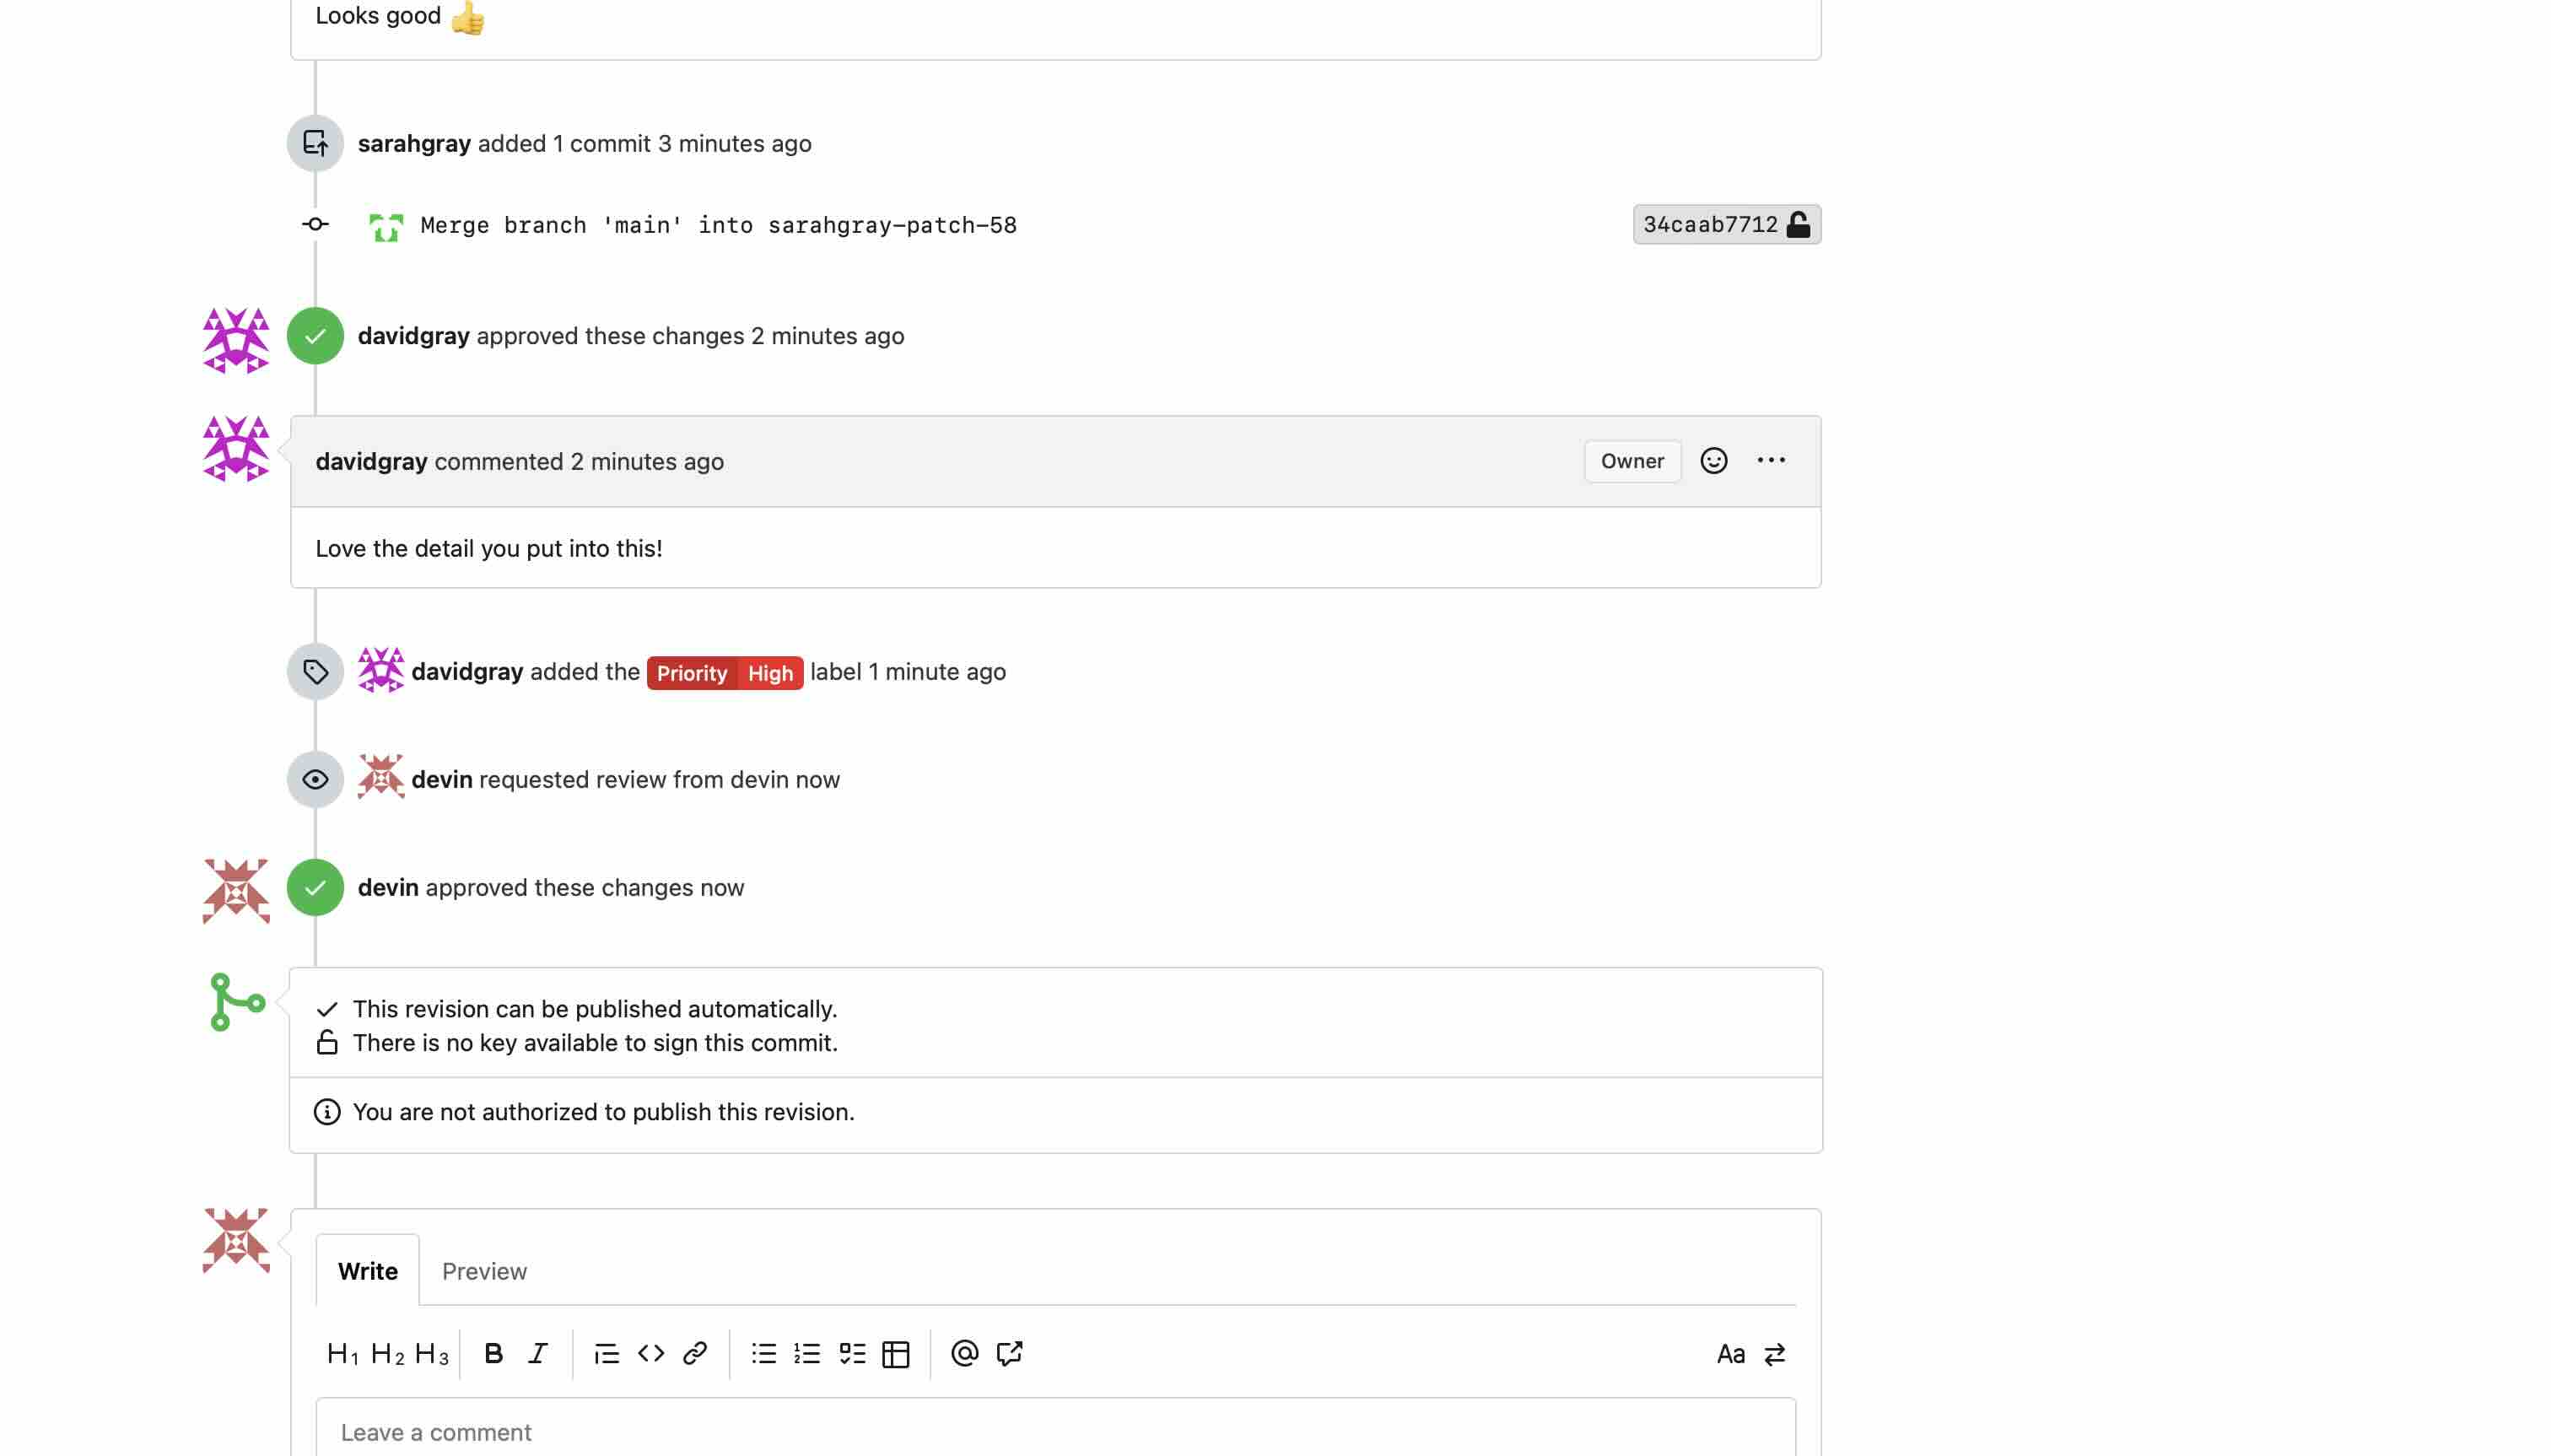 Looks good 👍
sarahgray added 1 commit 3 minutes ago
Merge branch 'main' into sarahgray-patch-58
34caab7712
davidgray approved these changes 2 minutes ago
davidgray commented 2 minutes ago
Owner
Love the detail you put into this!
davidgray added the Priority High label 1 minute ago
devin requested review from devin now
devin approved these changes now
This revision can be published automatically.
There is no key available to sign this commit.
You are not authorized to publish this revision.
Write Preview
H1 H2 H3 B I Aa
Leave a comment